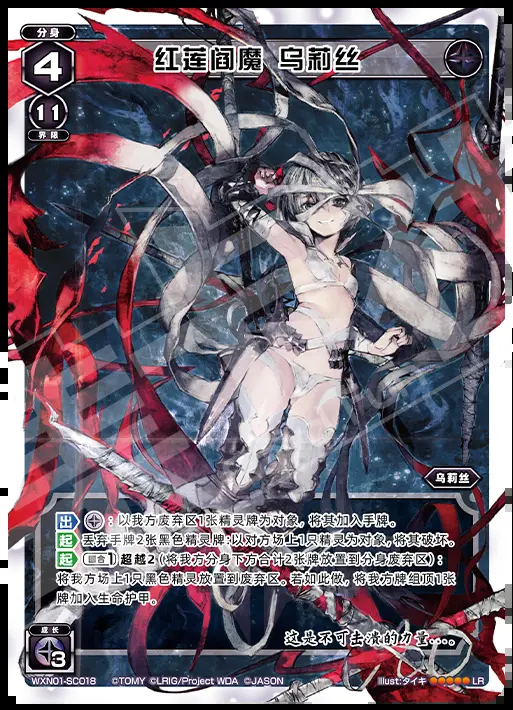 分身
4
红莲阎魔 乌莉丝
11
界限
乌莉丝
出 : 以我方废弃区1张精灵牌为对象，将其加入手牌。
起 丢弃手牌2张黑色精灵牌:以对方场上1只精灵为对象，将其破坏。
起 回合1 超越2(将我方分身下方合计2张牌放置到分身废弃区):
将我方场上1只黑色精灵放置到废弃区。若如此做，将我方牌组顶1张
牌加入生命护甲。
成长
3
这是不可击溃的力量....。
WXN01-SC018 ©TOMY ©LRIG/Project WDA ©JASON Illust:タイキ LR